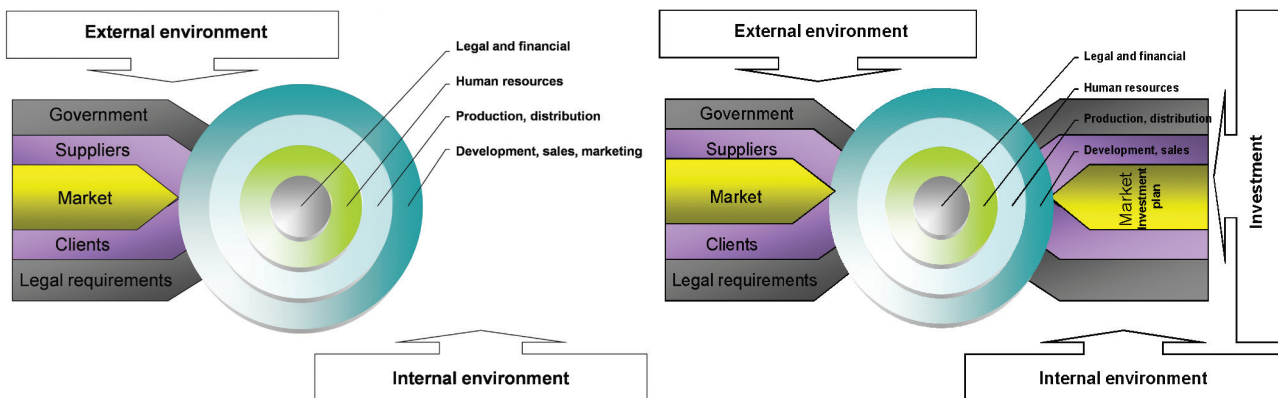 External environment
Legal and financial
Human resources
Production, distribution
Development, sales, marketing
Government
Suppliers
Market
Clients
Legal requirements
Internal environment
External environment
Legal and financial
Human resources
Production, distribution
Development, sales
Government
Suppliers
Market
Clients
Legal requirements
Market
Investment
plan
Investment
Internal environment